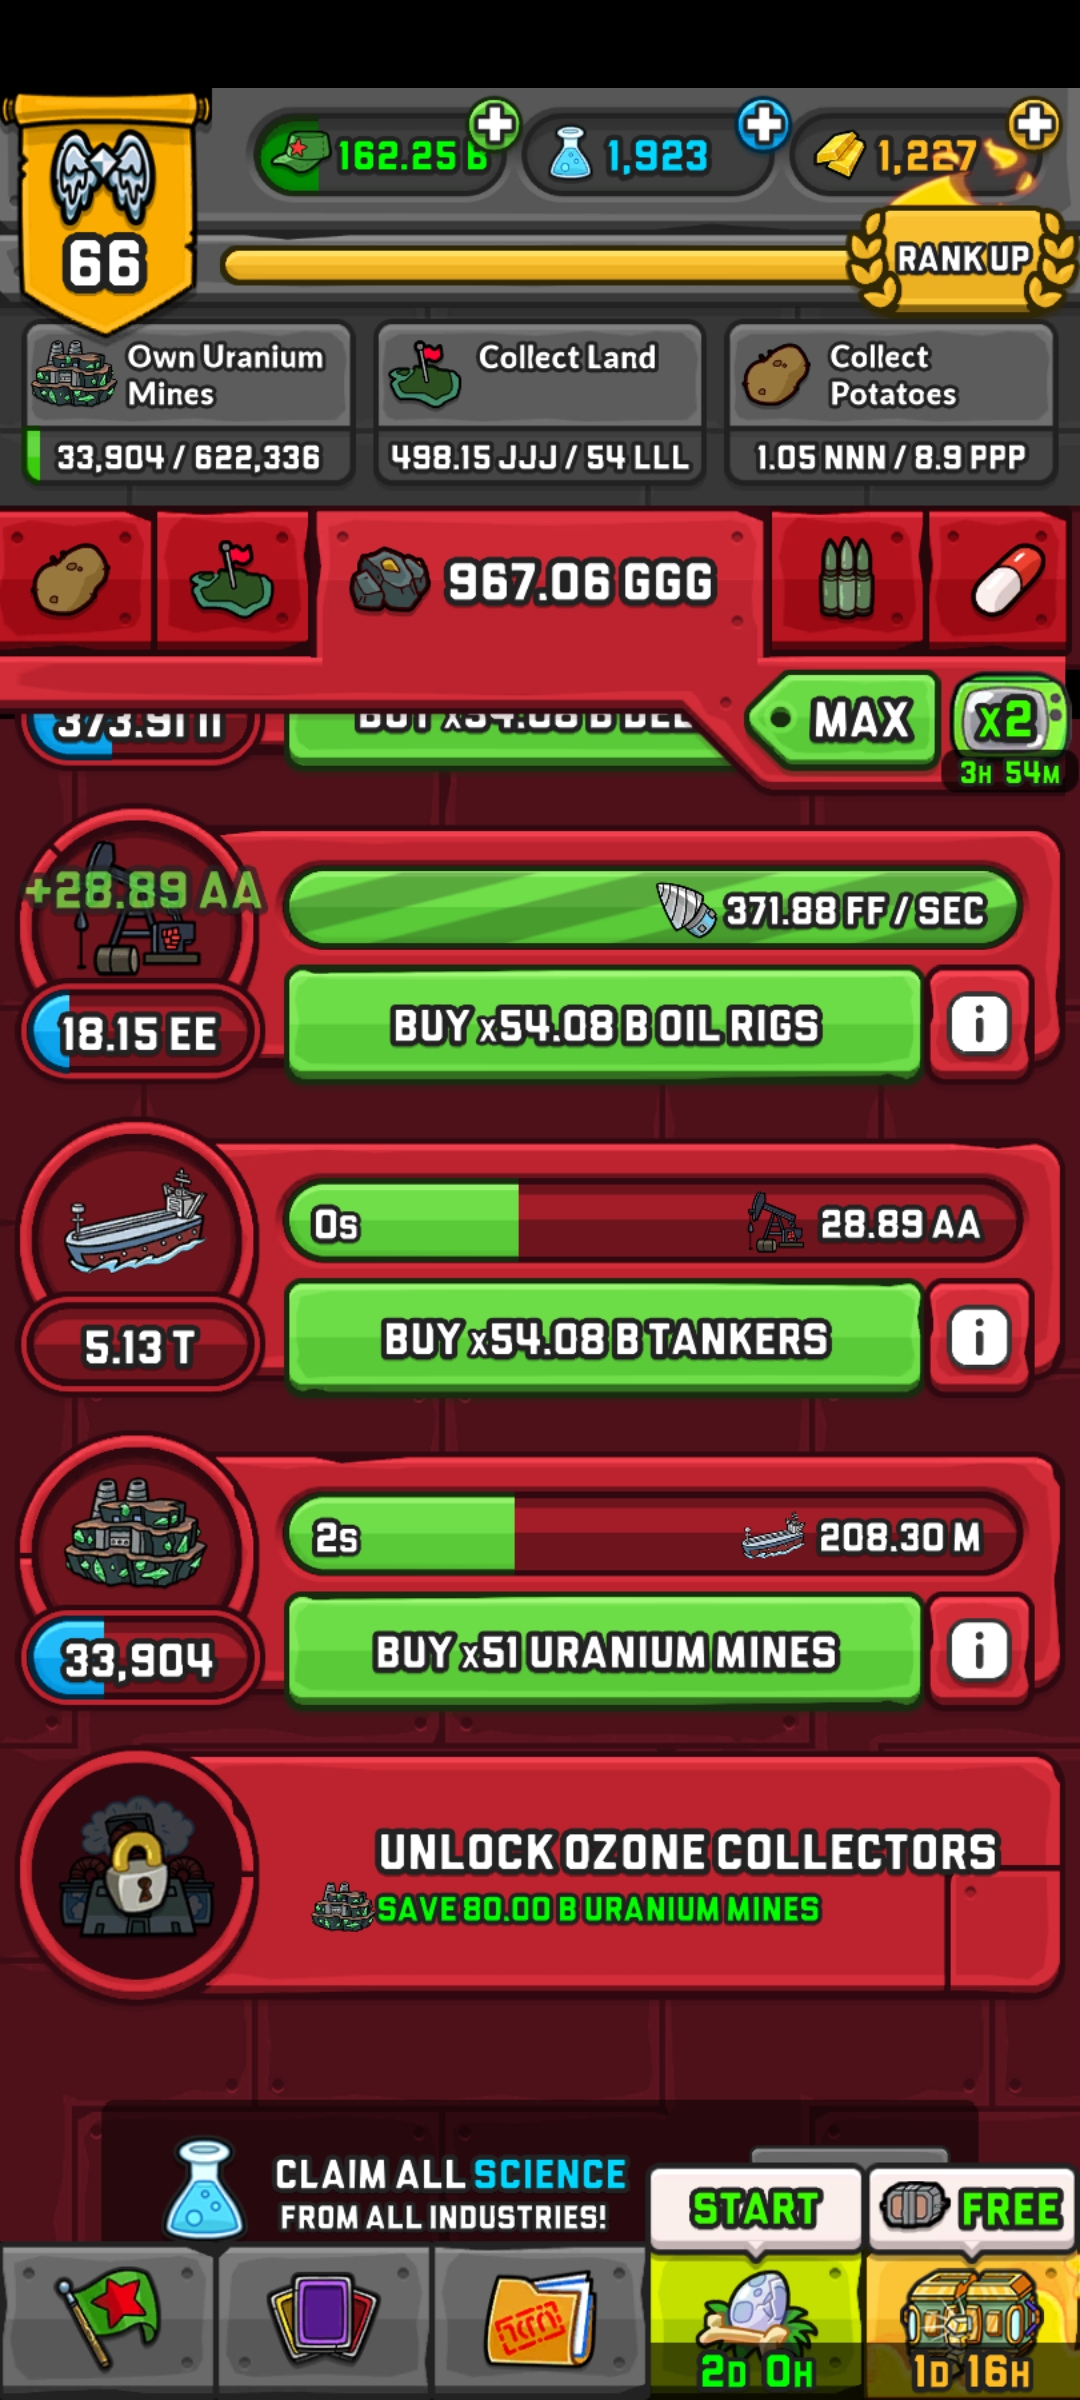 162.25 B
1,923
1,227
66
RANK UP
Own Uranium
Mines
33,904 / 622,336
Collect Land
498.15 JJJ / 54 LLL
Collect
Potatoes
1.05 NNN / 8.9 PPP
967.06 GGG
MAX
x2
3H 54M
BUY x54.08 B
+28.89 AA
371.88 FF / SEC
18.15 EE
BUY x54.08 B OIL RIGS
0s
28.89 AA
5.13 T
BUY x54.08 B TANKERS
2s
208.30 M
33,904
BUY x51 URANIUM MINES
UNLOCK OZONE COLLECTORS
SAVE 80.00 B URANIUM MINES
CLAIM ALL SCIENCE
FROM ALL INDUSTRIES!
START
FREE
2D 0H
1D 16H